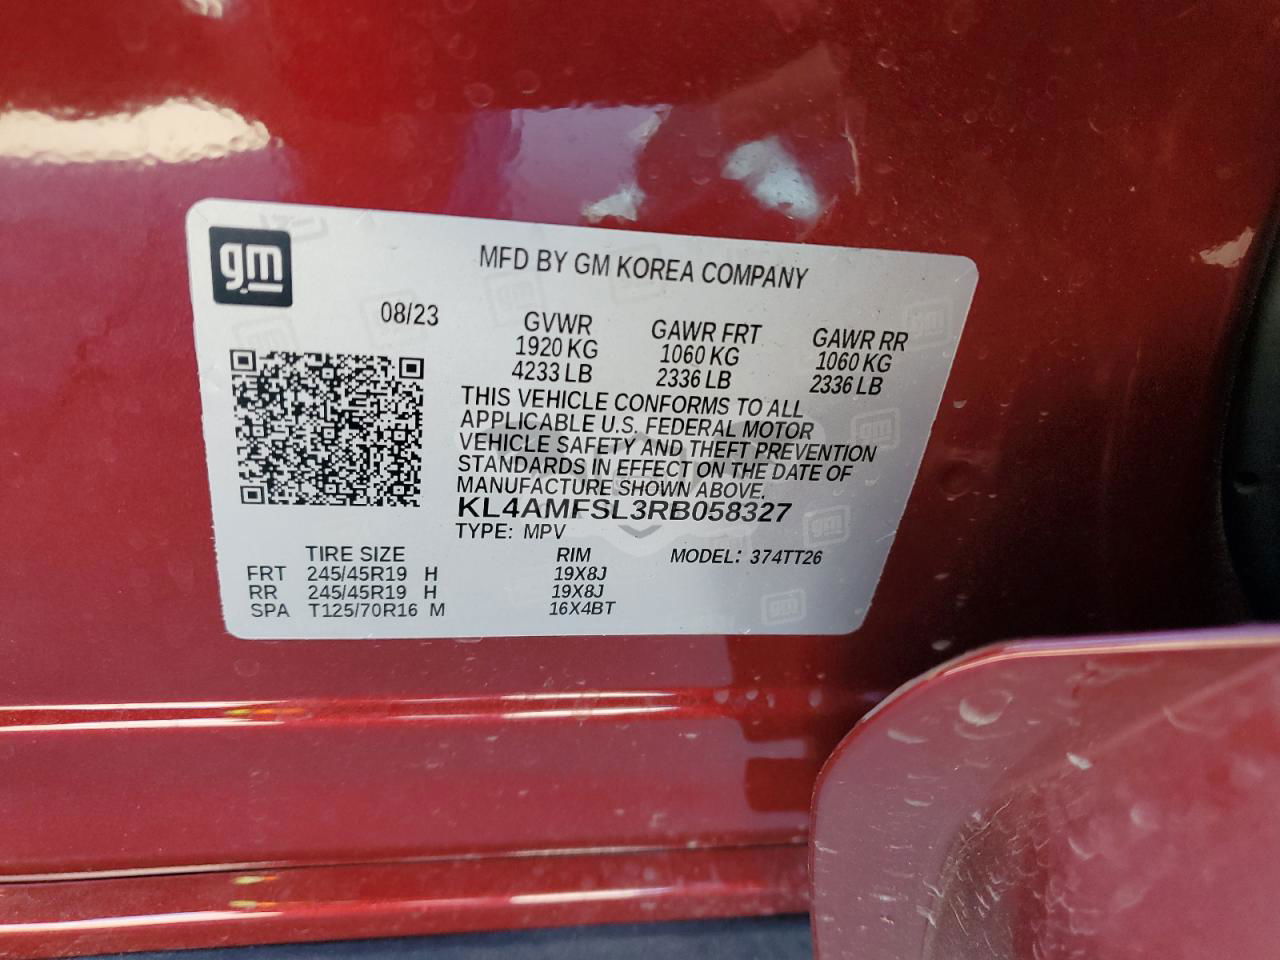 gm
MFD BY GM KOREA COMPANY
08/23
GVWR GAWR FRT GAWR RR
1920 KG 1060 KG 1060 KG
4233 LB 2336 LB 2336 LB
THIS VEHICLE CONFORMS TO ALL
APPLICABLE U.S. FEDERAL MOTOR
VEHICLE SAFETY AND THEFT PREVENTION
STANDARDS IN EFFECT ON THE DATE OF
MANUFACTURE SHOWN ABOVE.
KL4AMFSL3RB058327
TYPE: MPV
TIRE SIZE RIM MODEL: 374TT26
FRT 245/45R19 H 19X8J
RR 245/45R19 H 19X8J
SPA T125/70R16 M 16X4BT